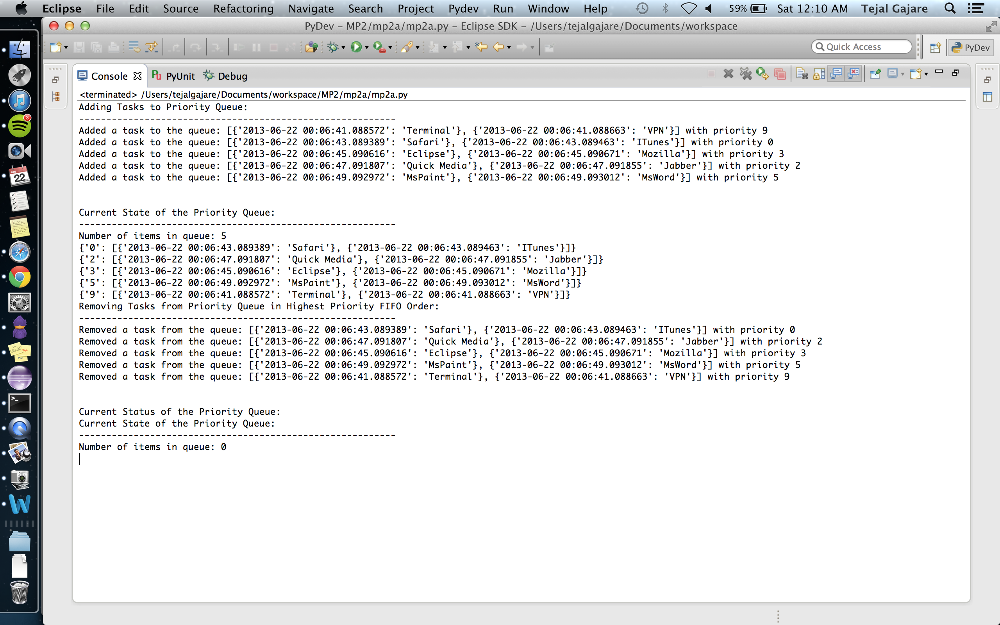 Eclipse File Edit Source Refactoring Navigate Search Project Pydev Run Window Help 59% Sat 12:10 AM Tejal Gajare
PyDev – MP2/mp2a/mp2a.py – Eclipse SDK – /Users/tejalgajare/Documents/workspace
Quick Access PyDev
Console PyUnit Debug
<terminated> /Users/tejalgajare/Documents/workspace/MP2/mp2a/mp2a.py
Adding Tasks to Priority Queue:
----------------------------------------------------------
Added a task to the queue: [{'2013-06-22 00:06:41.088572': 'Terminal'}, {'2013-06-22 00:06:41.088663': 'VPN'}] with priority 9
Added a task to the queue: [{'2013-06-22 00:06:43.089389': 'Safari'}, {'2013-06-22 00:06:43.089463': 'ITunes'}] with priority 0
Added a task to the queue: [{'2013-06-22 00:06:45.090616': 'Eclipse'}, {'2013-06-22 00:06:45.090671': 'Mozilla'}] with priority 3
Added a task to the queue: [{'2013-06-22 00:06:47.091807': 'Quick Media'}, {'2013-06-22 00:06:47.091855': 'Jabber'}] with priority 2
Added a task to the queue: [{'2013-06-22 00:06:49.092972': 'MsPaint'}, {'2013-06-22 00:06:49.093012': 'MsWord'}] with priority 5
Current State of the Priority Queue:
----------------------------------------------------------
Number of items in queue: 5
{'0': [{'2013-06-22 00:06:43.089389': 'Safari'}, {'2013-06-22 00:06:43.089463': 'ITunes'}]}
{'2': [{'2013-06-22 00:06:47.091807': 'Quick Media'}, {'2013-06-22 00:06:47.091855': 'Jabber'}]}
{'3': [{'2013-06-22 00:06:45.090616': 'Eclipse'}, {'2013-06-22 00:06:45.090671': 'Mozilla'}]}
{'5': [{'2013-06-22 00:06:49.092972': 'MsPaint'}, {'2013-06-22 00:06:49.093012': 'MsWord'}]}
{'9': [{'2013-06-22 00:06:41.088572': 'Terminal'}, {'2013-06-22 00:06:41.088663': 'VPN'}]}
Removing Tasks from Priority Queue in Highest Priority FIFO Order:
----------------------------------------------------------
Removed a task from the queue: [{'2013-06-22 00:06:43.089389': 'Safari'}, {'2013-06-22 00:06:43.089463': 'ITunes'}] with priority 0
Removed a task from the queue: [{'2013-06-22 00:06:47.091807': 'Quick Media'}, {'2013-06-22 00:06:47.091855': 'Jabber'}] with priority 2
Removed a task from the queue: [{'2013-06-22 00:06:45.090616': 'Eclipse'}, {'2013-06-22 00:06:45.090671': 'Mozilla'}] with priority 3
Removed a task from the queue: [{'2013-06-22 00:06:49.092972': 'MsPaint'}, {'2013-06-22 00:06:49.093012': 'MsWord'}] with priority 5
Removed a task from the queue: [{'2013-06-22 00:06:41.088572': 'Terminal'}, {'2013-06-22 00:06:41.088663': 'VPN'}] with priority 9
Current Status of the Priority Queue:
Current State of the Priority Queue:
----------------------------------------------------------
Number of items in queue: 0
3
JUN
22